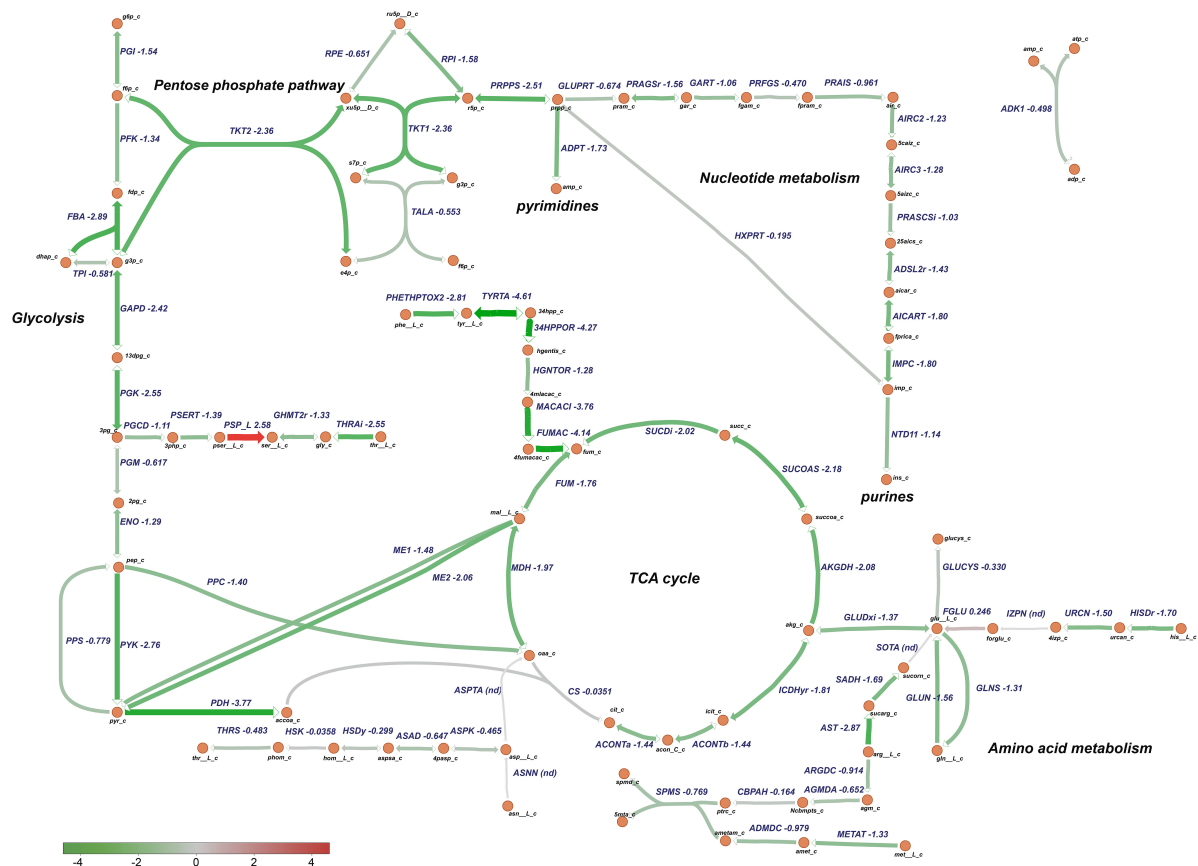 g6p_c
PGI -1.54
f6p_c
PFK -1.34
fdp_c
FBA -2.89
dhap_c
TPI -0.581
g3p_c
Glycolysis
GAPD -2.42
13dpg_c
PGK -2.55
3pg_c
PGCD -1.11
3php_c
PSERT -1.39
pser__L_c
PSP_L 2.58
ser__L_c
GHMT2r -1.33
gly_c
THRAi -2.55
thr__L_c
PGM -0.617
2pg_c
ENO -1.29
pep_c
PPS -0.779
PYK -2.76
PPC -1.40
pyr_c
PDH -3.77
accoa_c
Pentose phosphate pathway
TKT2 -2.36
ru5p__D_c
RPE -0.651
RPI -1.58
xu5p__D_c
r5p_c
TKT1 -2.36
s7p_c
g3p_c
TALA -0.553
e4p_c
f6p_c
PRPPS -2.51
prpp_c
GLUPRT -0.674
pram_c
PRAGSr -1.56
gar_c
GART -1.06
fgam_c
PRFGS -0.470
fpram_c
PRAIS -0.961
air_c
ADPT -1.73
amp_c
pyrimidines
Nucleotide metabolism
HXPRT -0.195
AIRC2 -1.23
5caiz_c
AIRC3 -1.28
5aizc_c
PRASCSi -1.03
25aics_c
ADSL2r -1.43
aicar_c
AICART -1.80
fprica_c
IMPC -1.80
imp_c
NTD11 -1.14
ins_c
purines
amp_c
atp_c
ADK1 -0.498
adp_c
PHETHPTOX2 -2.81
phe__L_c
tyr__L_c
TYRTA -4.61
34hpp_c
34HPPOR -4.27
hgentis_c
HGNTOR -1.28
4mlacac_c
MACACI -3.76
4fumacac_c
FUMAC -4.14
fum_c
SUCDi -2.02
succ_c
SUCOAS -2.18
succoa_c
AKGDH -2.08
akg_c
FUM -1.76
mal__L_c
ME1 -1.48
ME2 -2.06
MDH -1.97
TCA cycle
oaa_c
CS -0.0351
cit_c
ACONTa -1.44
acon_C_c
ACONTb -1.44
icit_c
ICDHyr -1.81
GLUDxi -1.37
glu__L_c
glucys_c
GLUCYS -0.330
FGLU 0.246
forglu_c
IZPN (nd)
4izp_c
URCN -1.50
urcan_c
HISDr -1.70
his__L_c
SOTA (nd)
sucorn_c
SADH -1.69
sucarg_c
AST -2.87
arg__L_c
GLUN -1.56
GLNS -1.31
gln__L_c
Amino acid metabolism
ARGDC -0.914
agm_c
AGMDA -0.652
Ncbmpts_c
CBPAH -0.164
ptrc_c
SPMS -0.769
spmd_c
5mta_c
ametam_c
ADMDC -0.979
amet_c
METAT -1.33
met__L_c
ASPTA (nd)
THRS -0.483
thr__L_c
phom_c
HSK -0.0358
hom__L_c
HSDy -0.299
aspsa_c
ASAD -0.647
4pasp_c
ASPK -0.465
asp__L_c
ASNN (nd)
asn__L_c
-4 -2 0 2 4